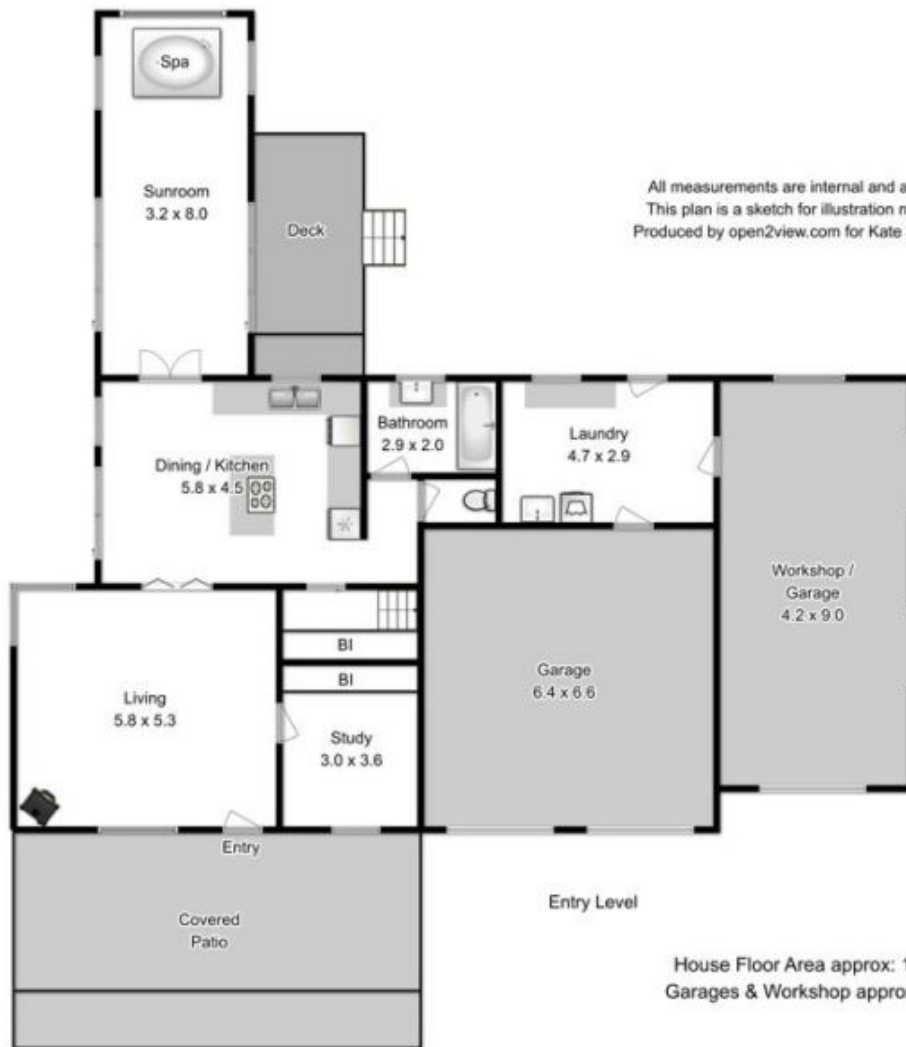 Spa
Sunroom
3.2 x 8.0
Deck
All measurements are internal and
This plan is a sketch for illustration
Produced by open2view.com for Kate
Bathroom
2.9 x 2.0
Laundry
4.7 x 2.9
Dining / Kitchen
5.8 x 4.5
Workshop /
Garage
4.2 x 9.0
BI
BI
Garage
6.4 x 6.6
Living
5.8 x 5.3
Study
3.0 x 3.6
Entry
Covered
Patio
Entry Level
House Floor Area approx:
Garages & Workshop